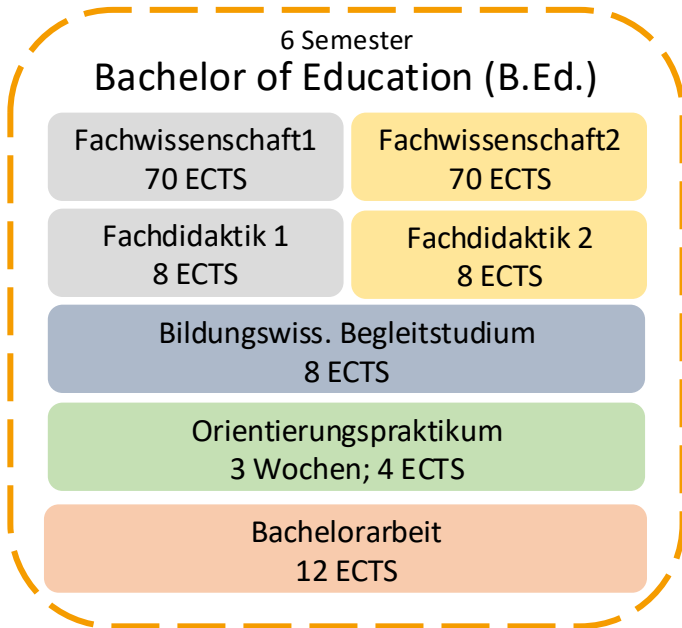 6 Semester
Bachelor of Education (B.Ed.)
Fachwissenschaft1
70 ECTS
Fachwissenschaft2
70 ECTS
Fachdidaktik 1
8 ECTS
Fachdidaktik 2
8 ECTS
Bildungswiss. Begleitstudium
8 ECTS
Orientierungspraktikum
3 Wochen; 4 ECTS
Bachelorarbeit
12 ECTS